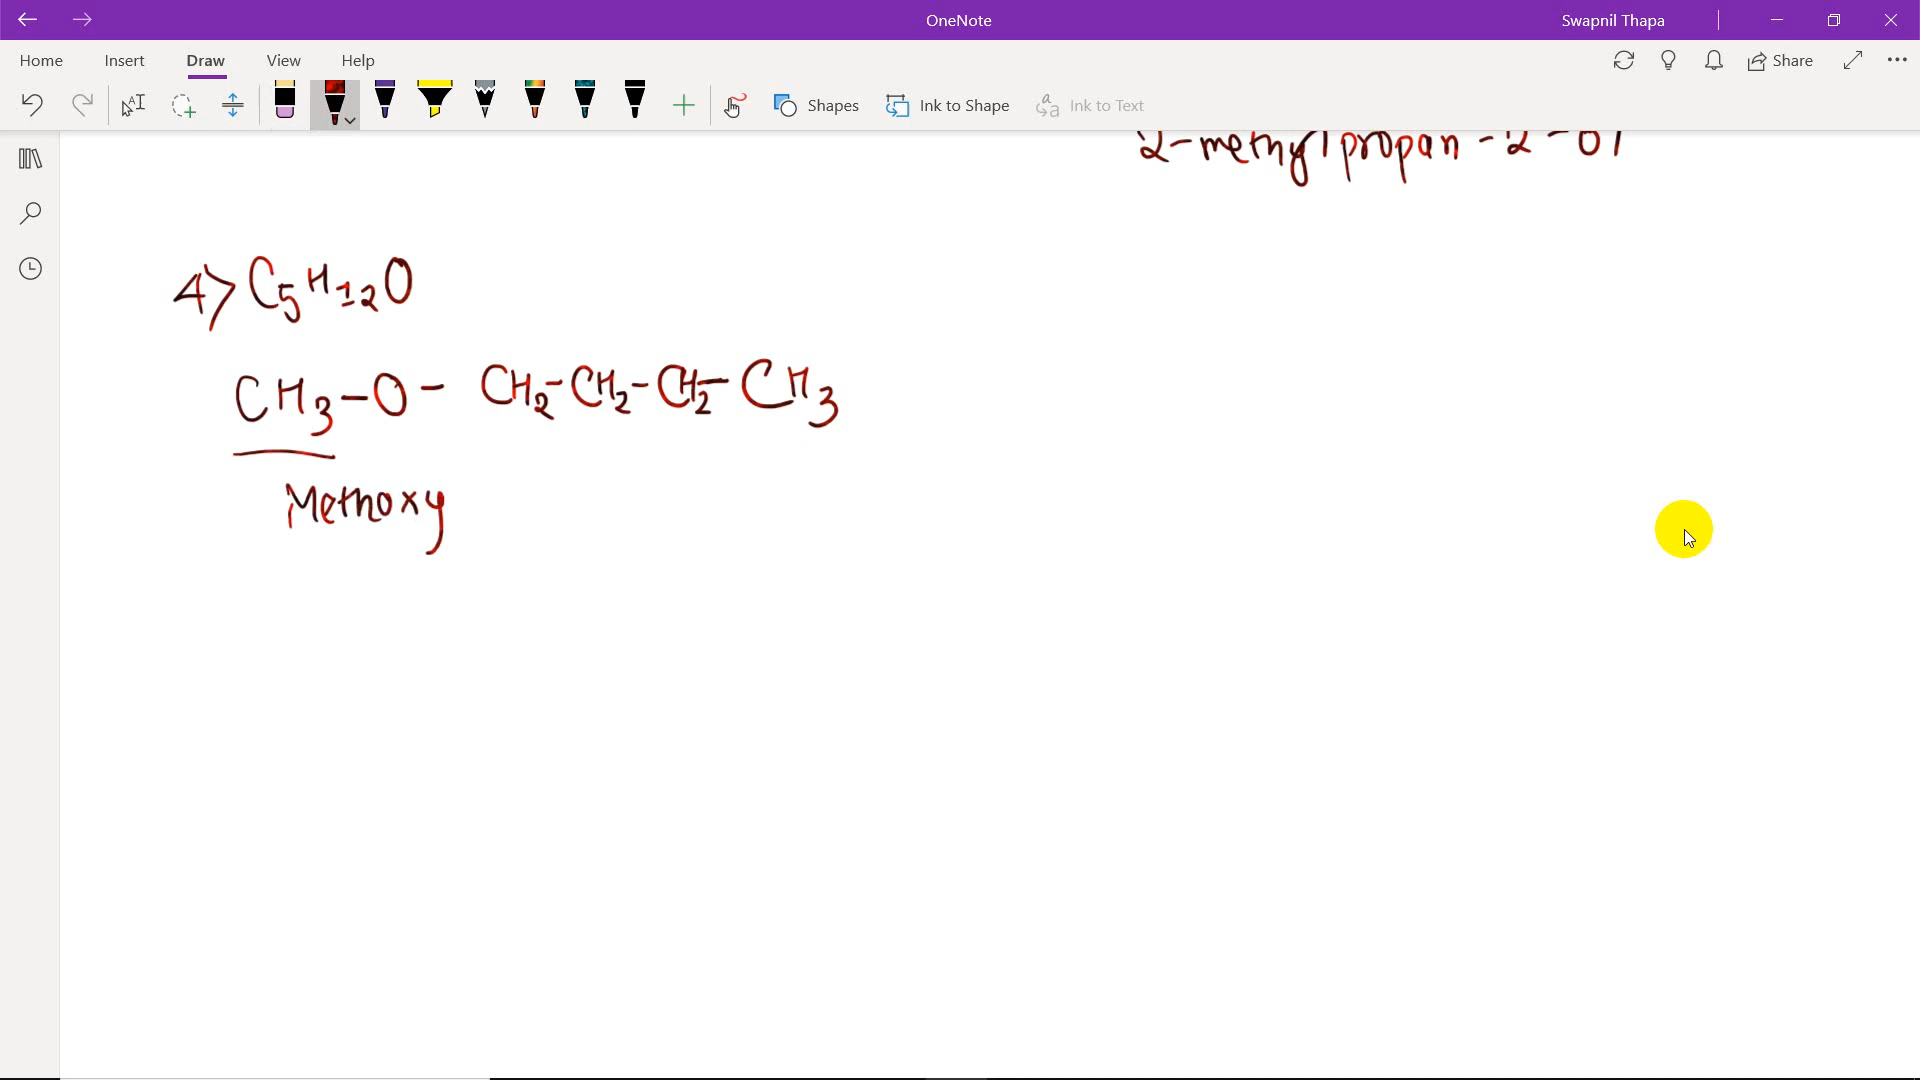 OneNote
Swapnil Thapa
Home Insert Draw View Help
Share
Shapes Ink to Shape Ink to Text
2-methylpropan-2-ol
4> C₅H₁₂O
CH₃-O- CH₂-CH₂-CH₂-CH₃
Methoxy